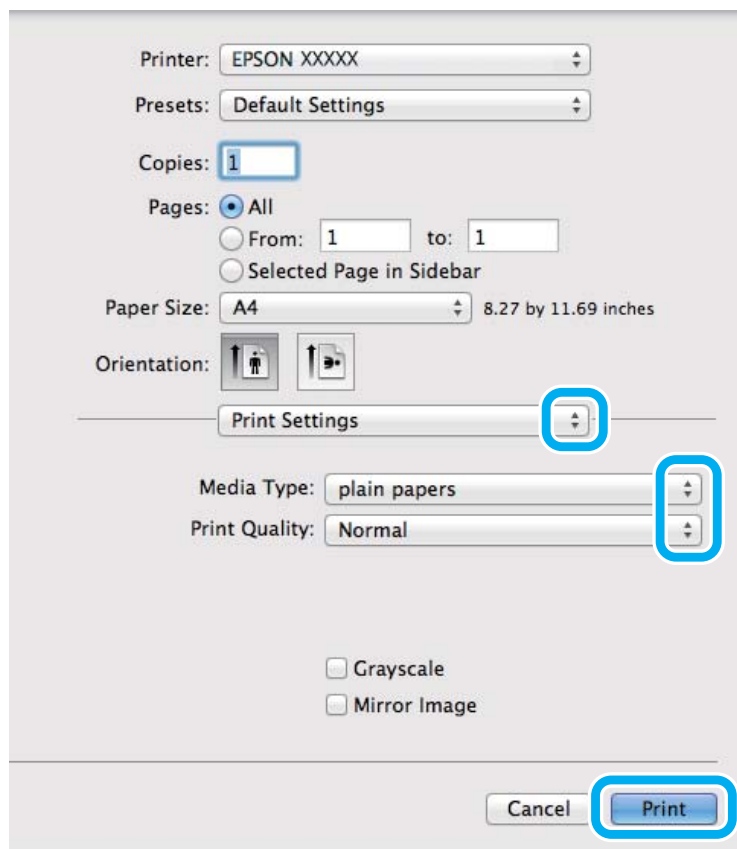 Printer: EPSON XXXXX
Presets: Default Settings
Copies: 1
Pages: All
From: 1 to: 1
Selected Page in Sidebar
Paper Size: A4 8.27 by 11.69 inches
Orientation:
Print Settings
Media Type: plain papers
Print Quality: Normal
Grayscale
Mirror Image
Cancel Print